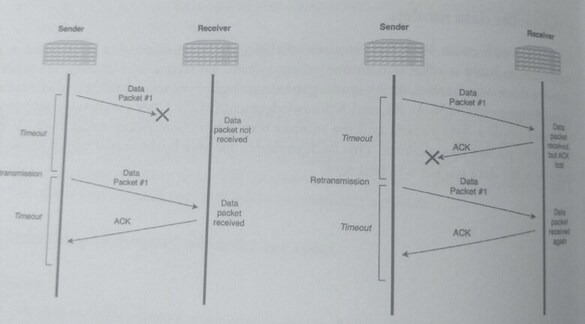 Sender
Receiver
Data
Packet #1
Timeout
Data
packet not
received
transmission
Data
Packet #1
Timeout
ACK
Data
packet
received
Sender
Receiver
Data
Packet #1
Timeout
ACK
Data
packet
received,
but ACK
lost
Retransmission
Data
Packet #1
Timeout
ACK
Data
packet
received
again